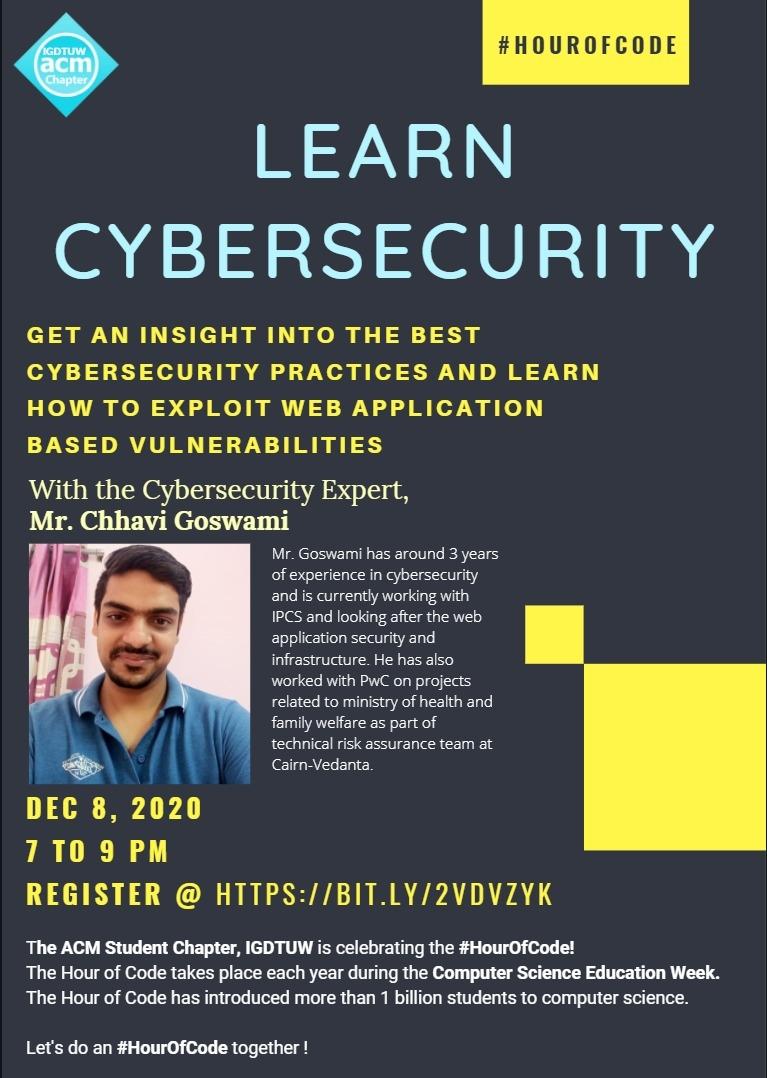 IGDTUW
acm
Chapter
#HOUROFCODE
LEARN
CYBERSECURITY
GET AN INSIGHT INTO THE BEST
CYBERSECURITY PRACTICES AND LEARN
HOW TO EXPLOIT WEB APPLICATION
BASED VULNERABILITIES
With the Cybersecurity Expert,
Mr. Chhavi Goswami
Mr. Goswami has around 3 years
of experience in cybersecurity
and is currently working with
IPCS and looking after the web
application security and
infrastructure. He has also
worked with PwC on projects
related to ministry of health and
family welfare as part of
technical risk assurance team at
Cairn-Vedanta.
DEC 8, 2020
7 TO 9 PM
REGISTER @ HTTPS://BIT.LY/2VDVZYK
The ACM Student Chapter, IGDTUW is celebrating the #HourOfCode!
The Hour of Code takes place each year during the Computer Science Education Week.
The Hour of Code has introduced more than 1 billion students to computer science.
Let's do an #HourOfCode together !